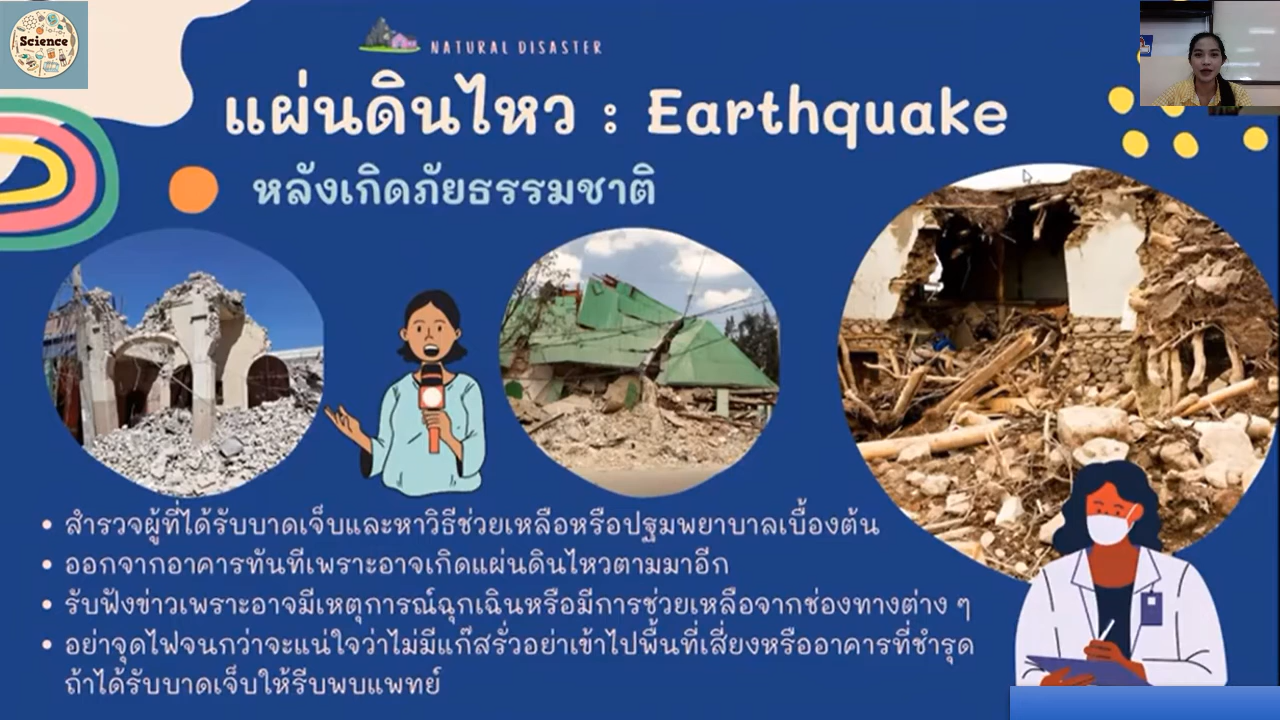 Science
NATURAL DISASTER
แผ่นดินไหว : Earthquake
หลังเกิดภัยธรรมชาติ
• สำรวจผู้ที่ได้รับบาดเจ็บและหาวิธีช่วยเหลือหรือปฐมพยาบาลเบื้องต้น
• ออกจากอาคารทันทีเพราะอาจเกิดแผ่นดินไหวตามมาอีก
• รับฟังข่าวเพราะอาจมีเหตุการณ์ฉุกเฉินหรือมีการช่วยเหลือจากช่องทางต่าง ๆ
• อย่าจุดไฟจนกว่าจะแน่ใจว่าไม่มีแก๊สรั่วอย่าเข้าไปพื้นที่เสี่ยงหรืออาคารที่ชำรุด
ถ้าได้รับบาดเจ็บให้รีบพบแพทย์